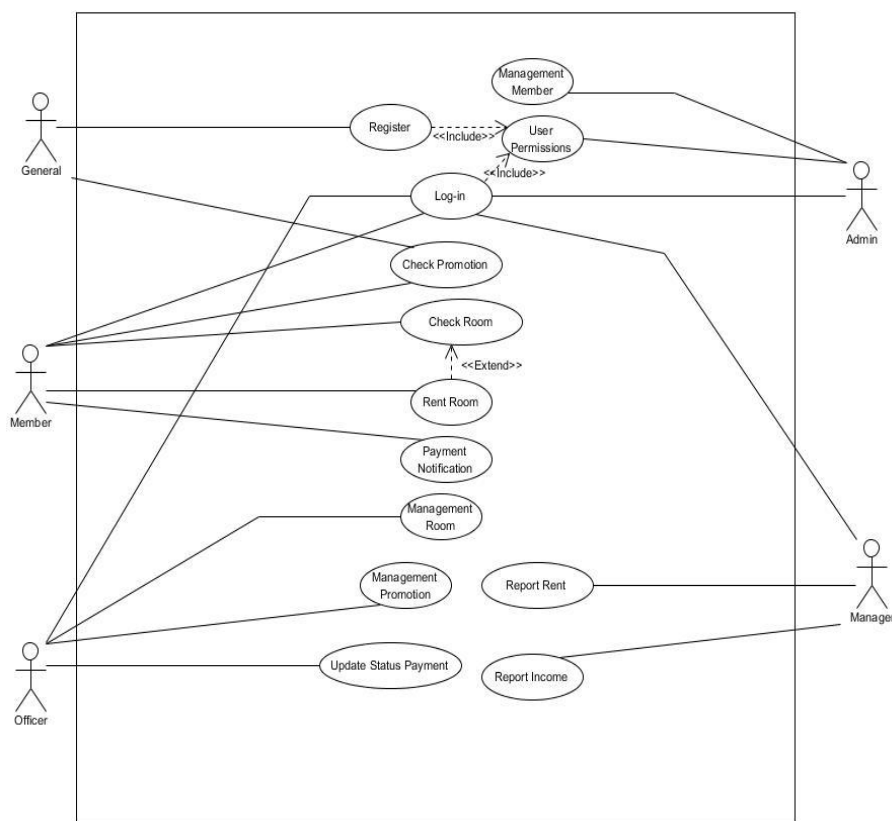 Management
Member
Register
<<Include>>
User
Permissions
General
<<Include>>
Log-in
Admin
Check Promotion
Check Room
<<Extend>>
Rent Room
Member
Payment
Notification
Management
Room
Management
Promotion
Report Rent
Manager
Update Status Payment
Report Income
Officer